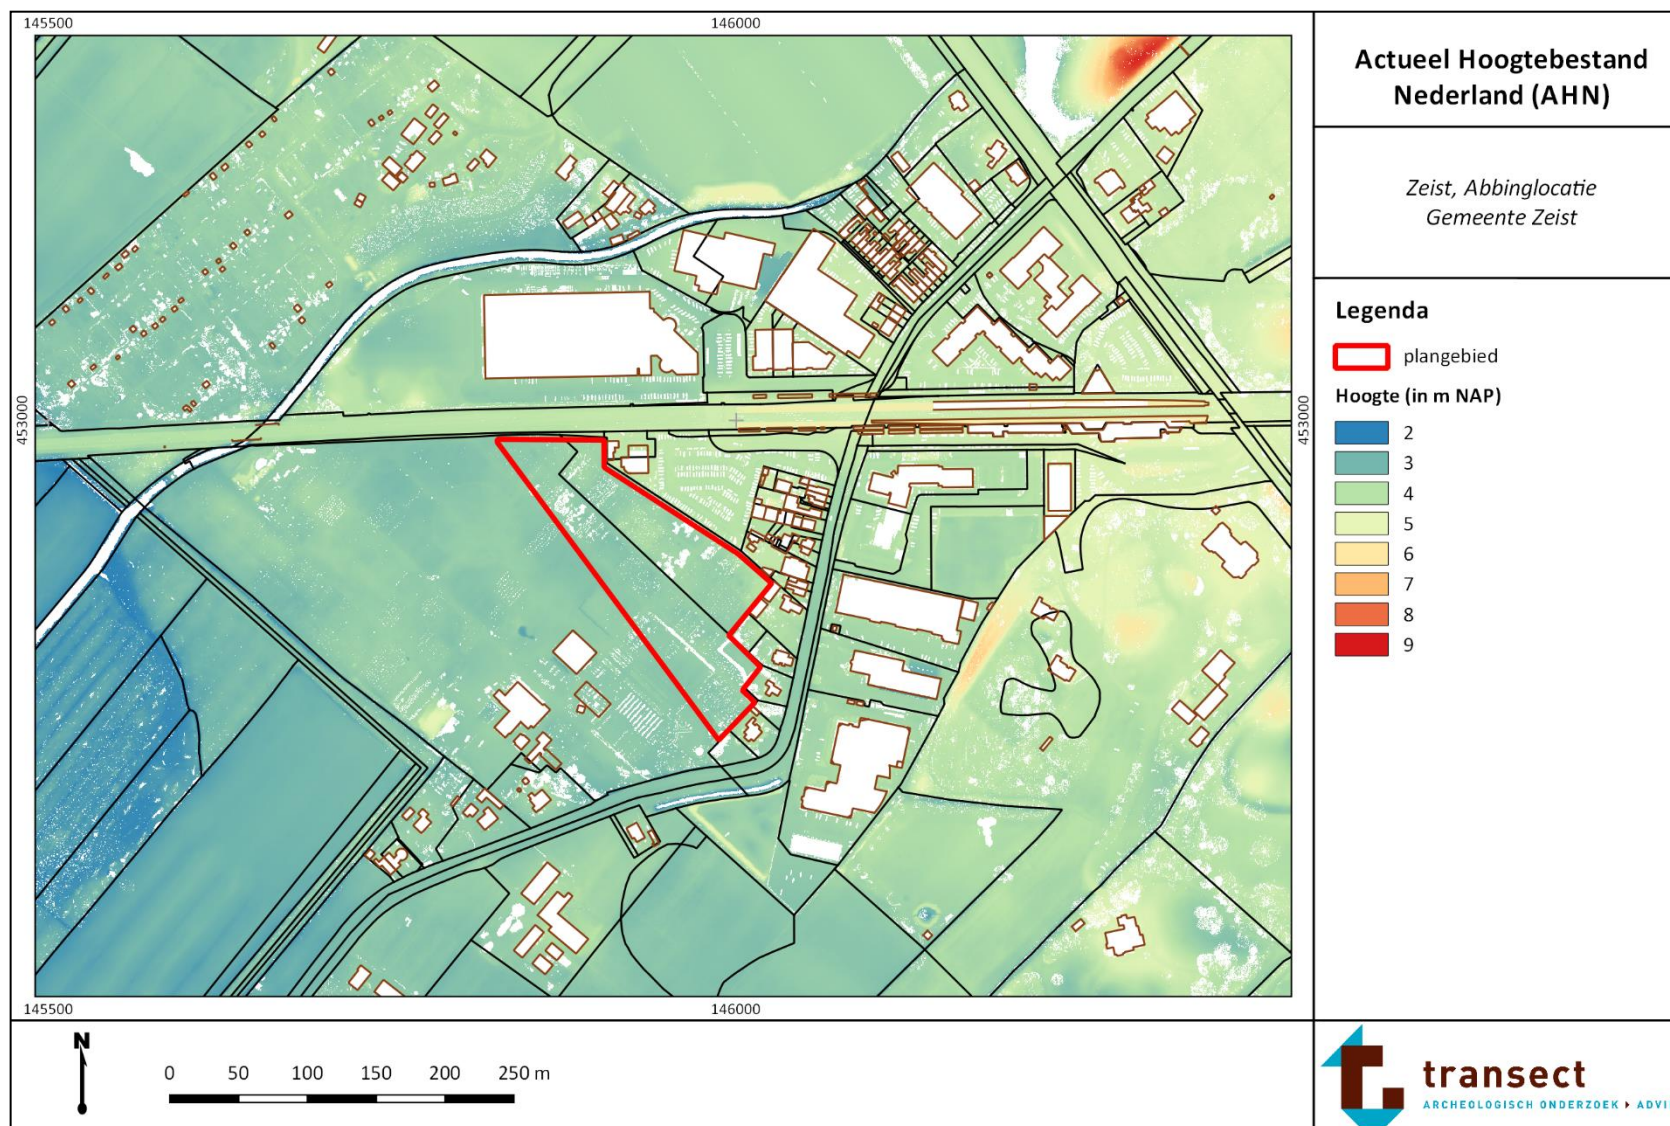 145500
146000
Actueel Hoogtebestand
Nederland (AHN)
Zeist, Abbinglocatie
Gemeente Zeist
Legenda
plangebied
Hoogte (in m NAP)
2
3
4
5
6
7
8
9
453000
453000
145500
146000
N
0 50 100 150 200 250 m
transect
ARCHEOLOGISCH ONDERZOEK ADVI